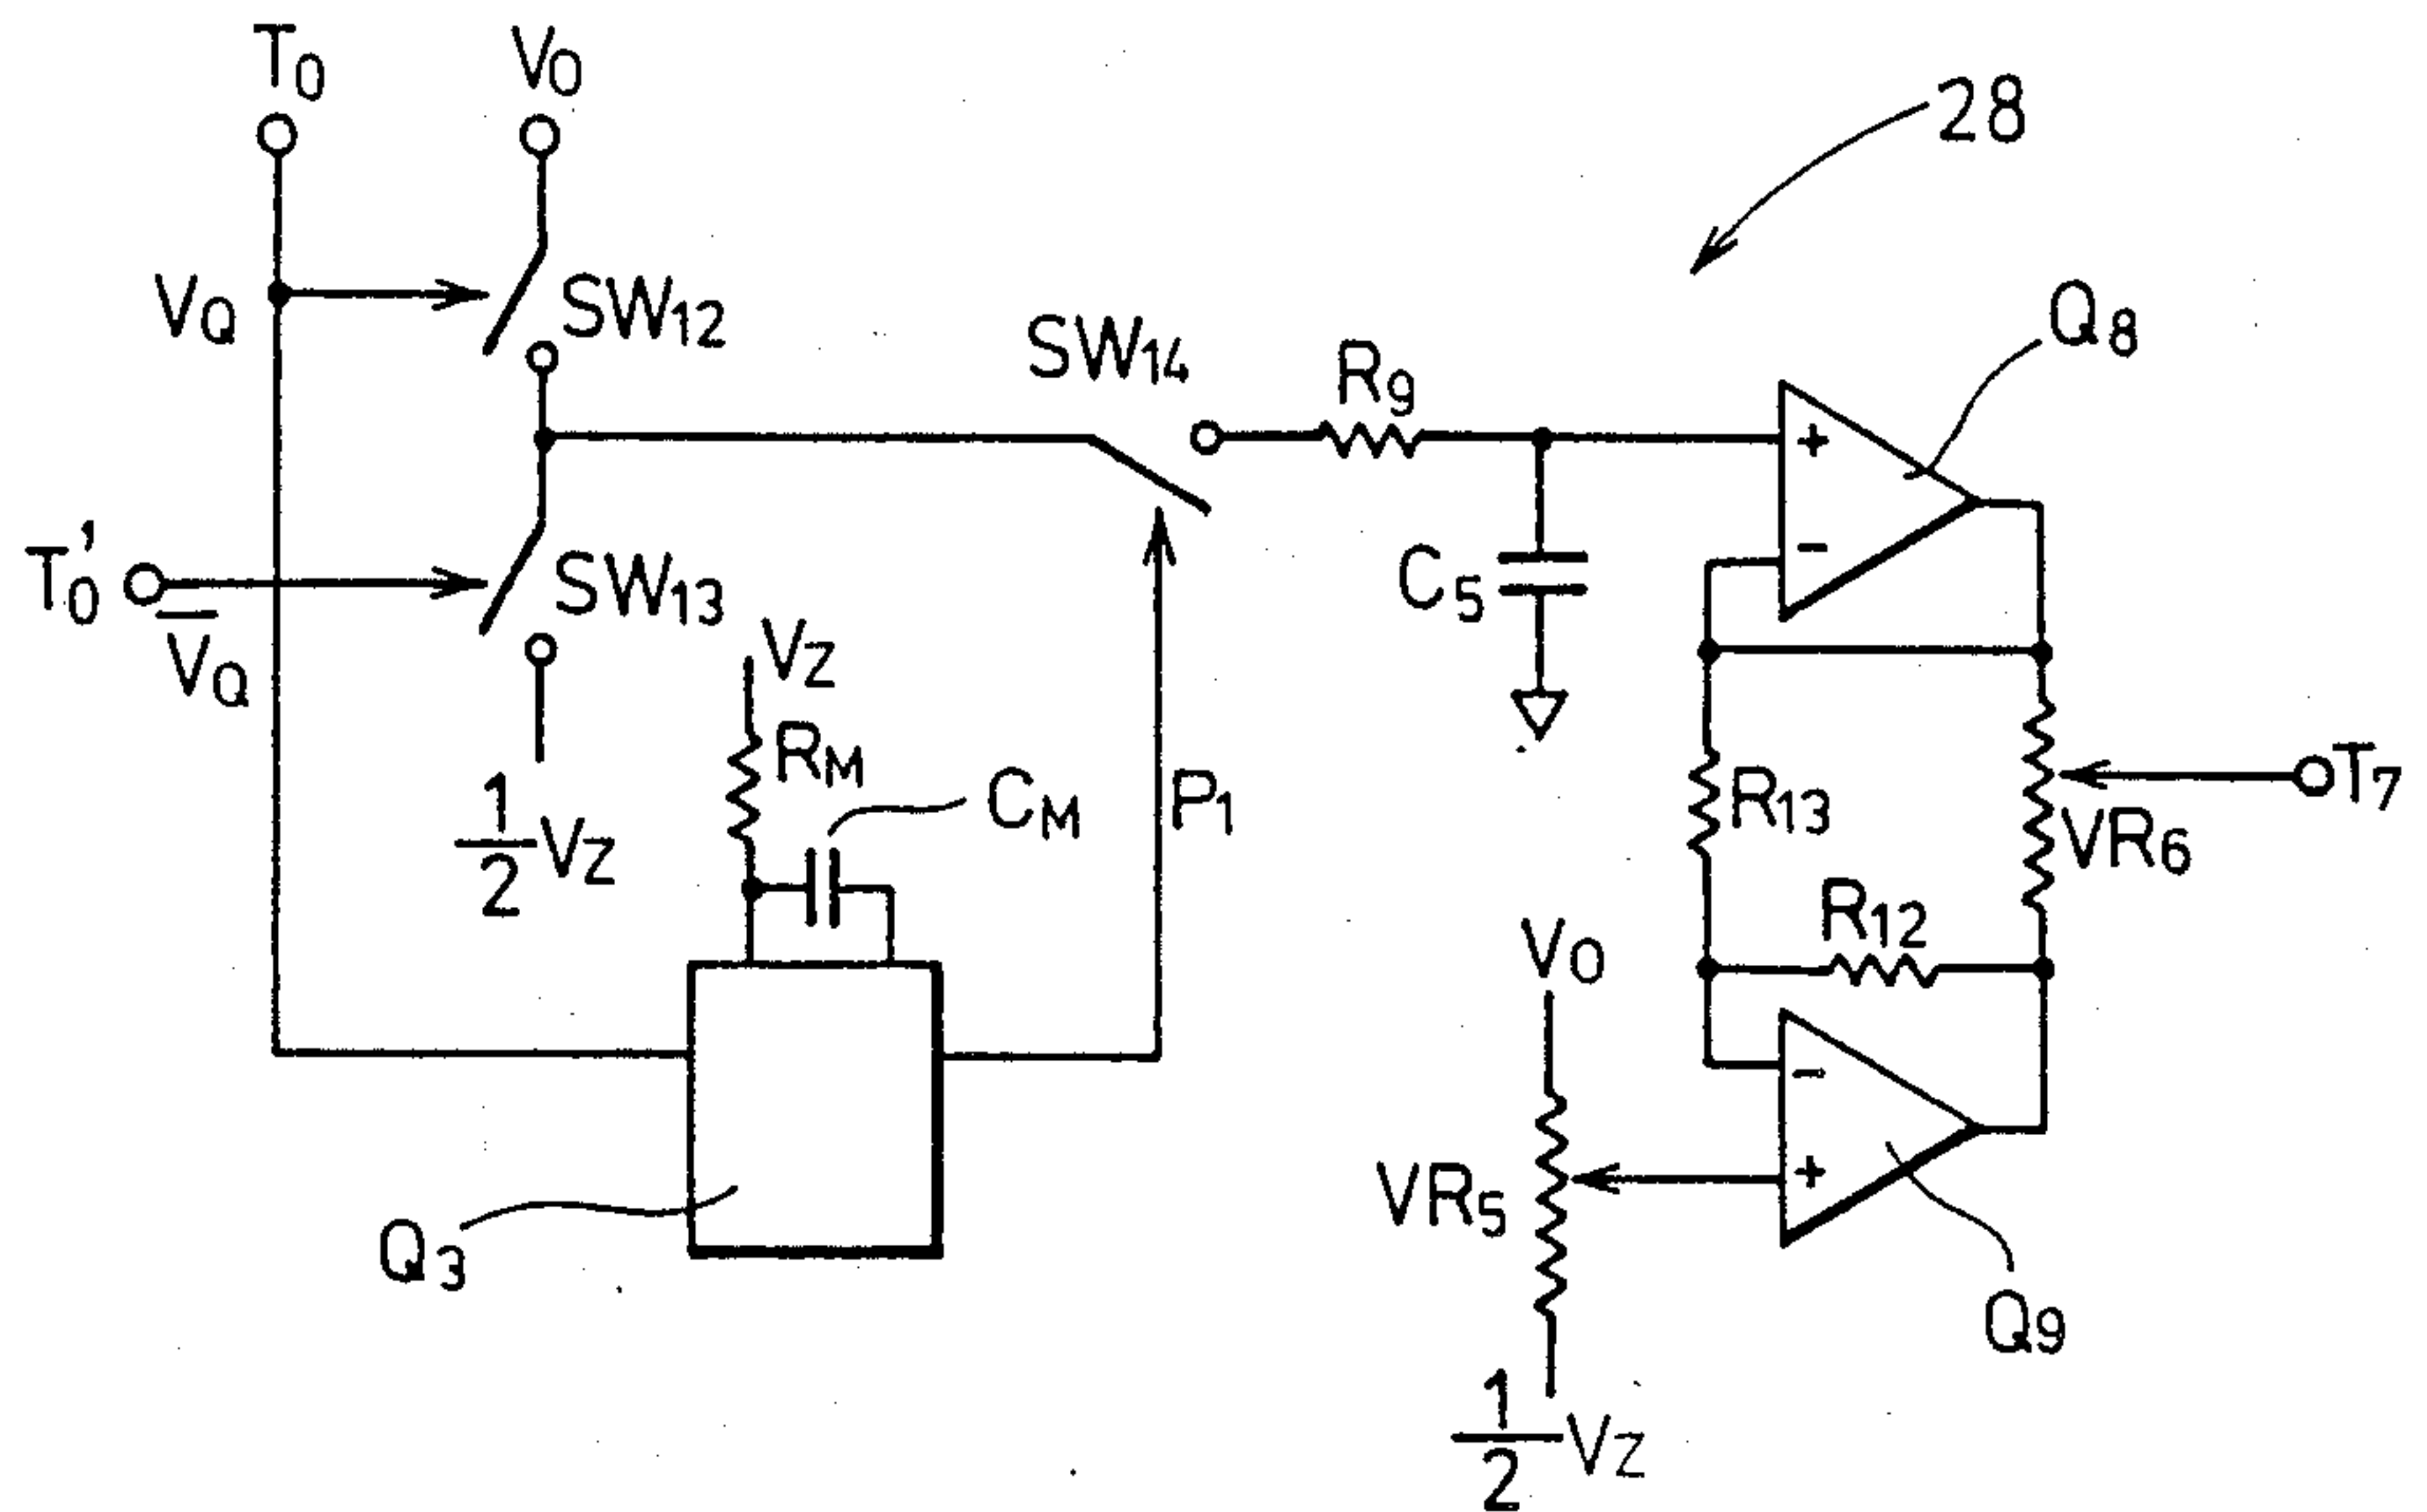 T0
V0
28
VQ
SW12
SW14
R9
Q8
+
−
T0'
V̅Q
SW13
C5
VZ
RM
CM
P1
R13
T7
VR6
1/2 VZ
R12
V0
−
+
VR5
Q3
Q9
1/2 VZ